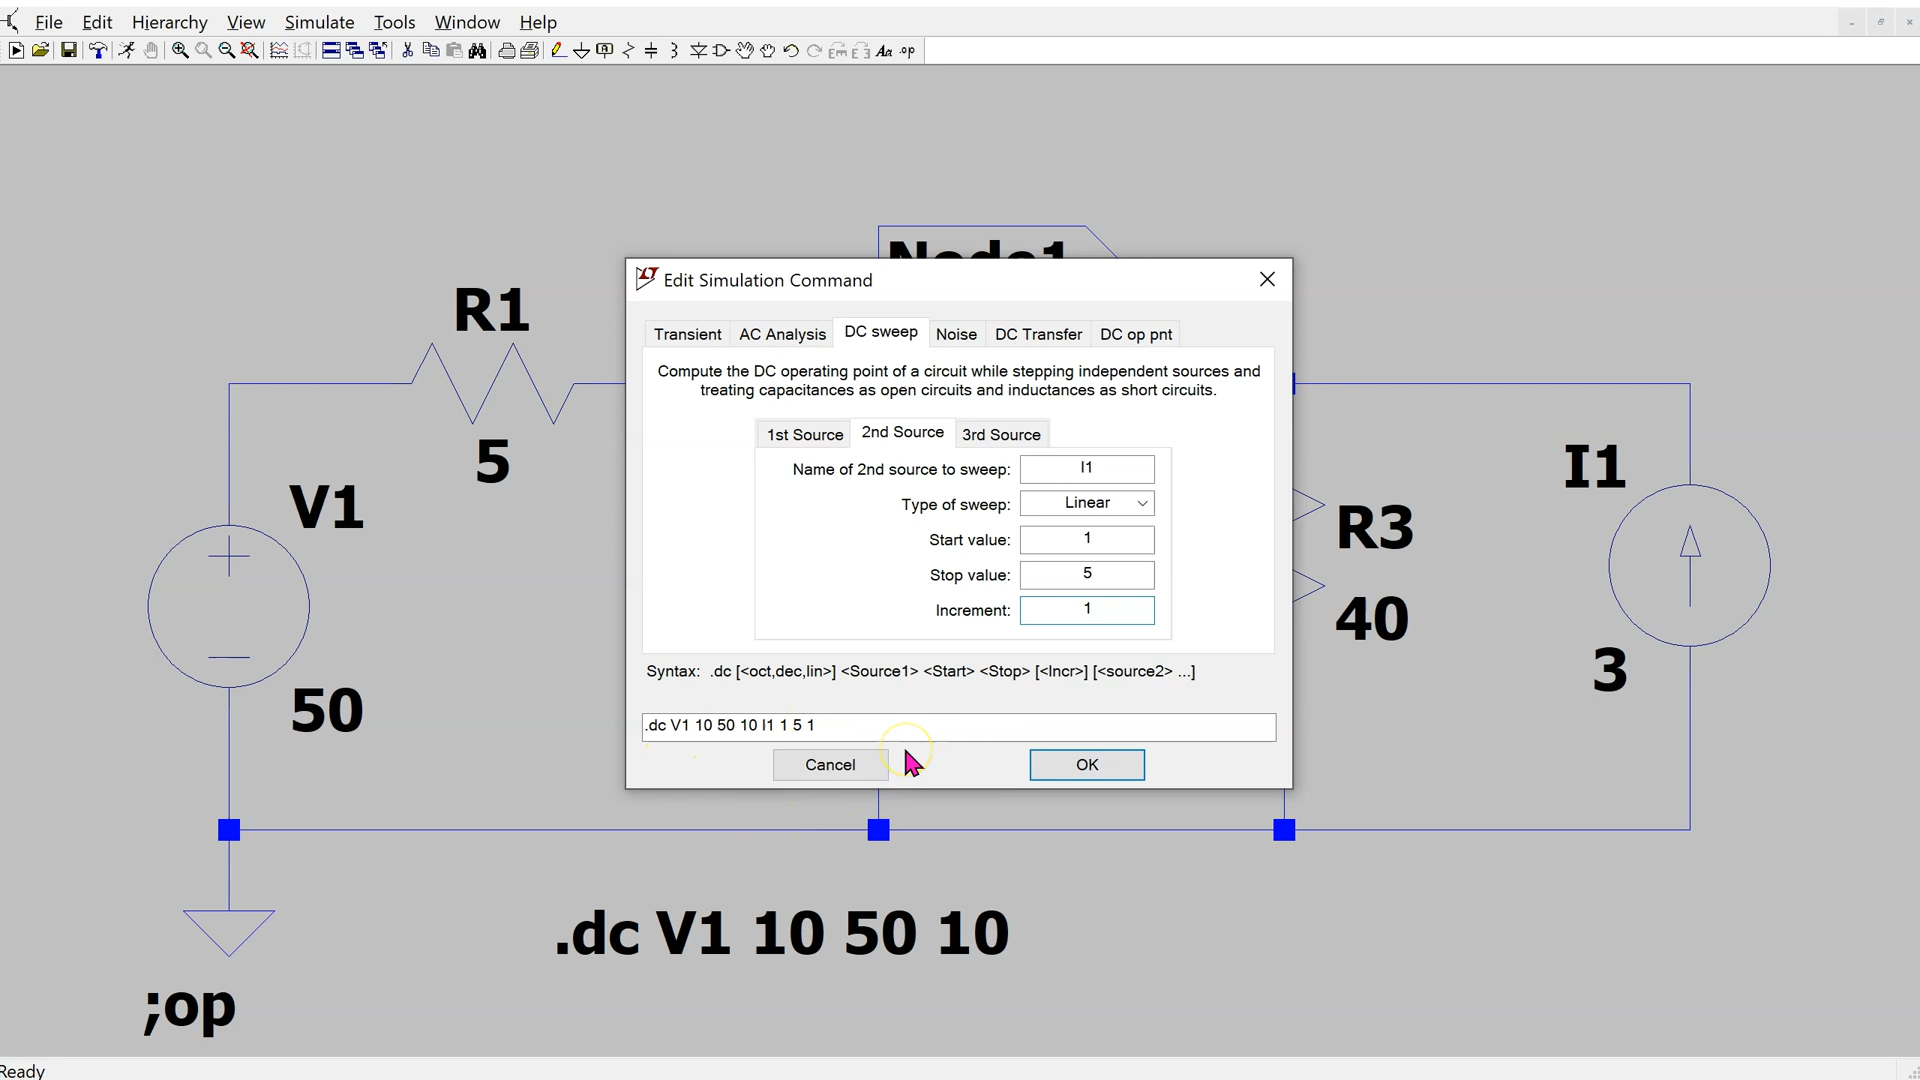 File Edit Hierarchy View Simulate Tools Window Help
Aa .op
Node1
Edit Simulation Command
R1
Transient AC Analysis DC sweep Noise DC Transfer DC op pnt
Compute the DC operating point of a circuit while stepping independent sources and
treating capacitances as open circuits and inductances as short circuits.
1st Source 2nd Source 3rd Source
5
Name of 2nd source to sweep: I1
I1
V1
Type of sweep: Linear
R3
Start value: 1
Stop value: 5
Increment: 1
40
3
Syntax: .dc [<oct,dec,lin>] <Source1> <Start> <Stop> [<Incr>] [<source2> ...]
50
.dc V1 10 50 10 I1 1 5 1
Cancel OK
.dc V1 10 50 10
;op
Ready